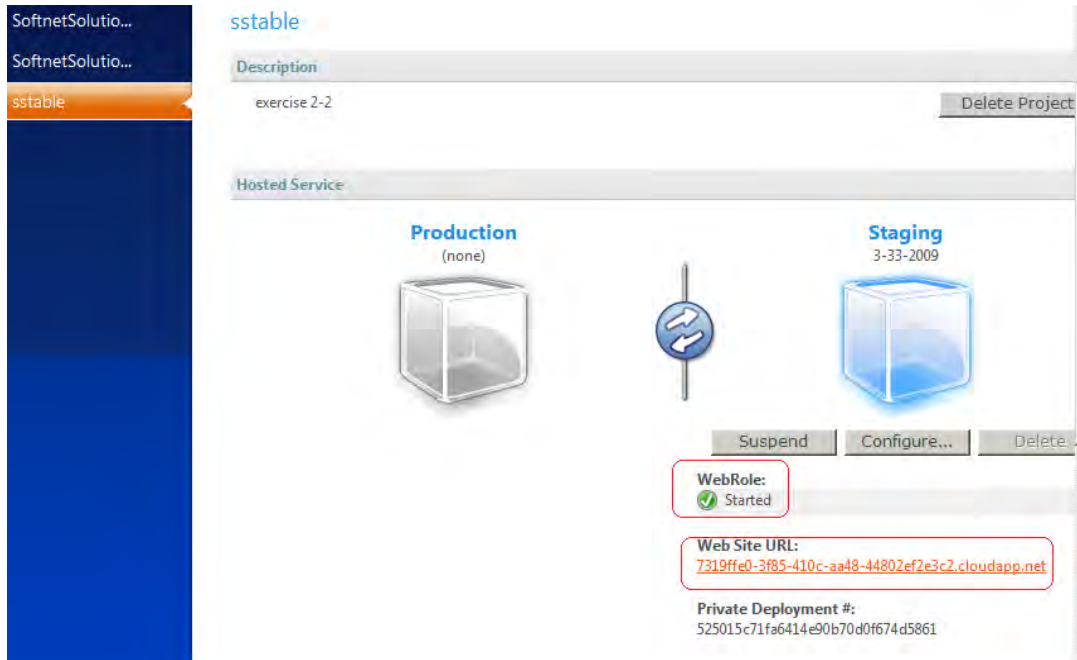 SoftnetSolutio...
SoftnetSolutio...
sstable
sstable
Description
exercise 2-2
Delete Project
Hosted Service
Production
(none)
Staging
3-33-2009
Suspend
Configure...
Delete
WebRole:
Started
Web Site URL:
7319ffe0-3f85-410c-aa48-44802ef2e3c2.cloudapp.net
Private Deployment #:
525015c71fa6414e90b70d0f674d5861